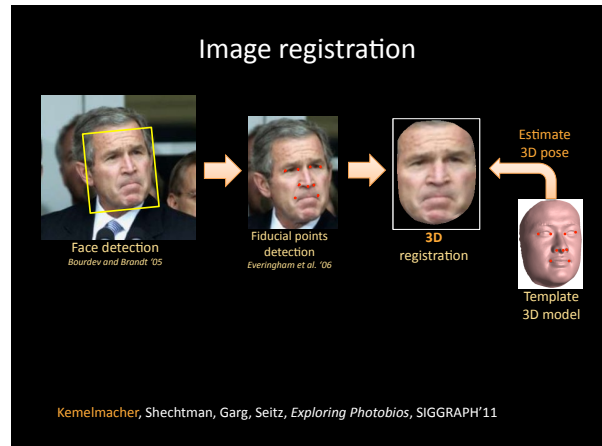 Image registration
Estimate
3D pose
Face detection
Bourdev and Brandt '05
Fiducial points
detection
Everingham et al. '06
3D
registration
Template
3D model
Kemelmacher, Shechtman, Garg, Seitz, Exploring Photobios, SIGGRAPH'11